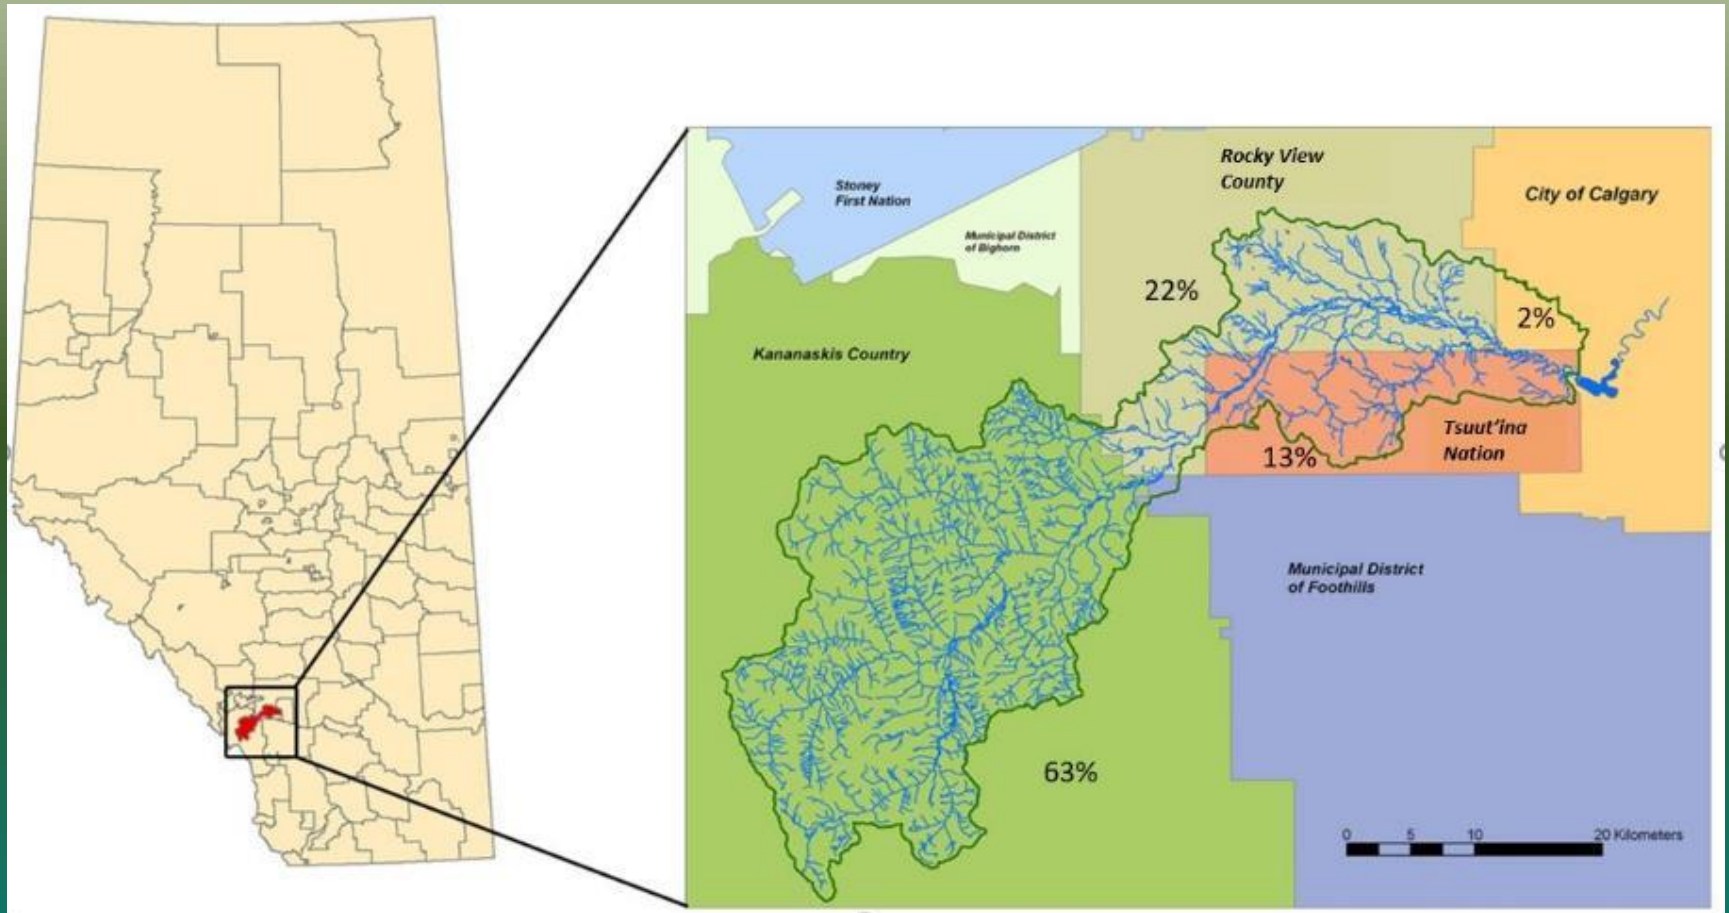 Rocky View
County
City of Calgary
Stoney
First Nation
Municipal District
of Bighorn
22%
2%
Kananaskis Country
Tsuut'ina
Nation
13%
Municipal District
of Foothills
63%
0 5 10 20 Kilometers